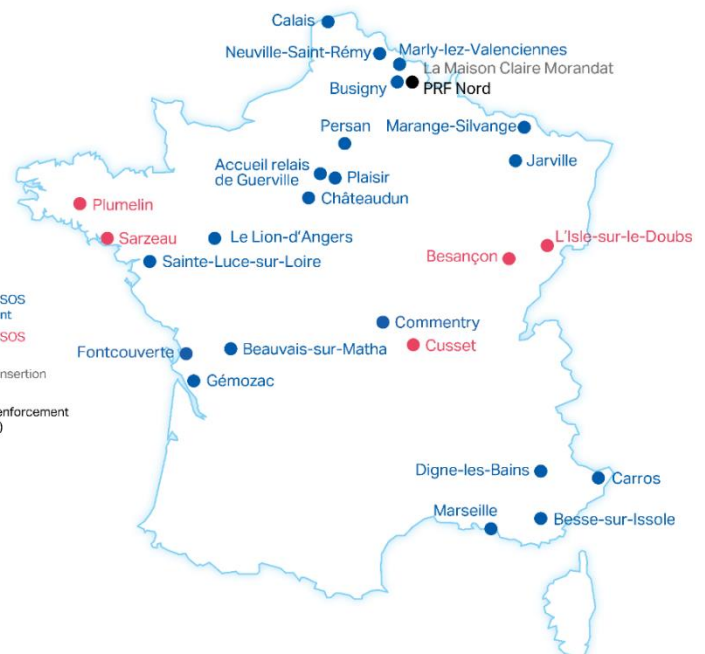 Calais
Neuville-Saint-Rémy
Marly-lez-Valenciennes
La Maison Claire Morandat
Busigny
PRF Nord
Persan
Marange-Silvange
Accueil relais
de Guerville
Plaisir
Jarville
Châteaudun
Plumelin
Sarzeau
Le Lion-d'Angers
L'Isle-sur-le-Doubs
Besançon
Sainte-Luce-sur-Loire
SOS
nt
SOS
Commentry
Cusset
Fontcouverte
Beauvais-sur-Matha
nsertion
Gémozac
enforcement
)
Digne-les-Bains
Carros
Marseille
Besse-sur-Issole